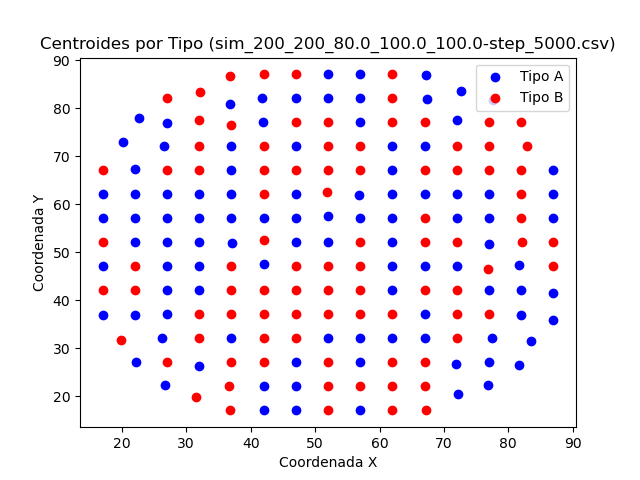 Centroides por Tipo (sim_200_200_80.0_100.0_100.0-step_5000.csv)
Tipo A
Tipo B
90
80
70
60
50
40
30
20
Coordenada Y
20 30 40 50 60 70 80 90
Coordenada X